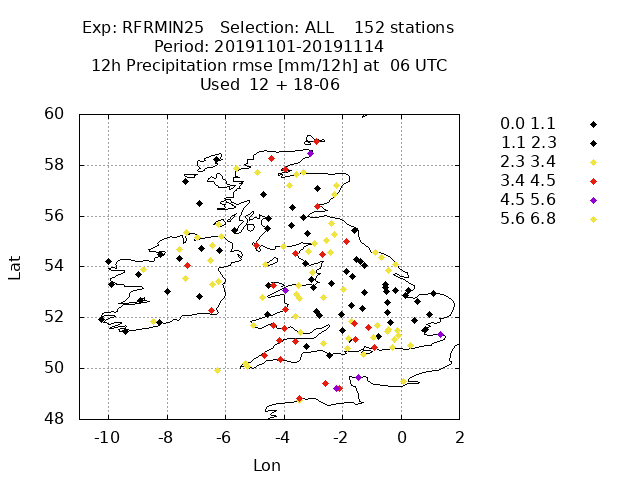 Exp: RFRMIN25 Selection: ALL 152 stations
Period: 20191101-20191114
12h Precipitation rmse [mm/12h] at 06 UTC
Used 12 + 18-06
60
58
56
54
52
50
48
Lat
-10 -8 -6 -4 -2 0 2
Lon
0.0 1.1
1.1 2.3
2.3 3.4
3.4 4.5
4.5 5.6
5.6 6.8